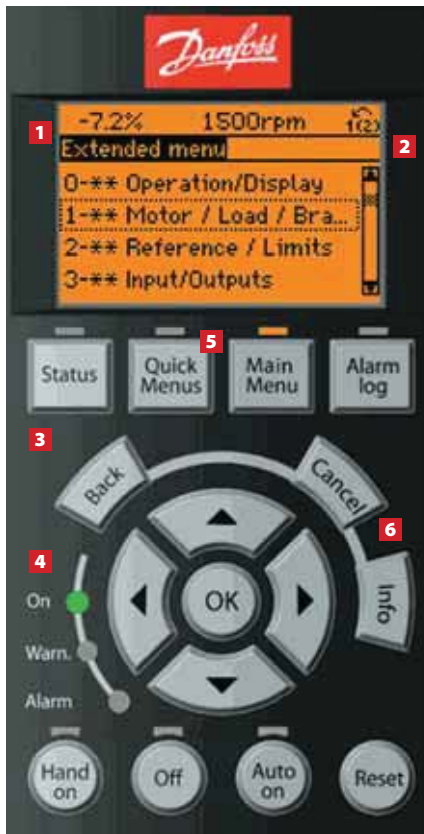 Danfoss
-7.2% 1500rpm 1(2)
1
Extended menu
2
0-** Operation/Display
1-** Motor / Load / Bra...
2-** Reference / Limits
3-** Input/Outputs
5
Status
Quick
Menus
Main
Menu
Alarm
log
3
Back
Cancel
6
4
On
OK
Info
Warn.
Alarm
Hand
on
Off
Auto
on
Reset